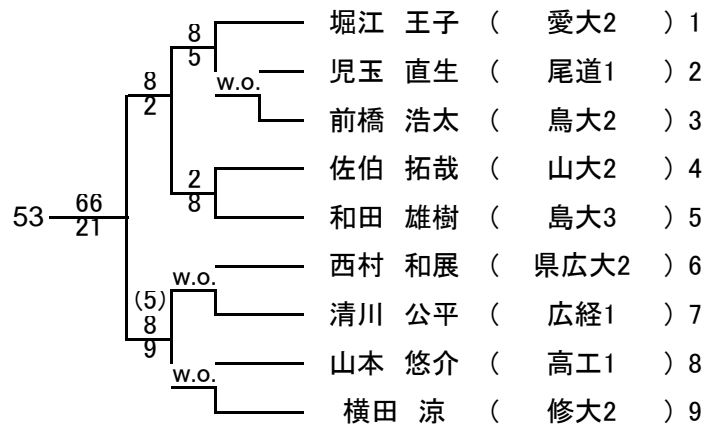 堀江 王子 ( 愛大2 ) 1
8
5
児玉 直生 ( 尾道1 ) 2
w.o.
8
2
前橋 浩太 ( 鳥大2 ) 3
佐伯 拓哉 ( 山大2 ) 4
2
8
53 66
21
和田 雄樹 ( 島大3 ) 5
西村 和展 ( 県広大2 ) 6
w.o.
(5)
8
9
清川 公平 ( 広経1 ) 7
山本 悠介 ( 高工1 ) 8
w.o.
横田 涼 ( 修大2 ) 9